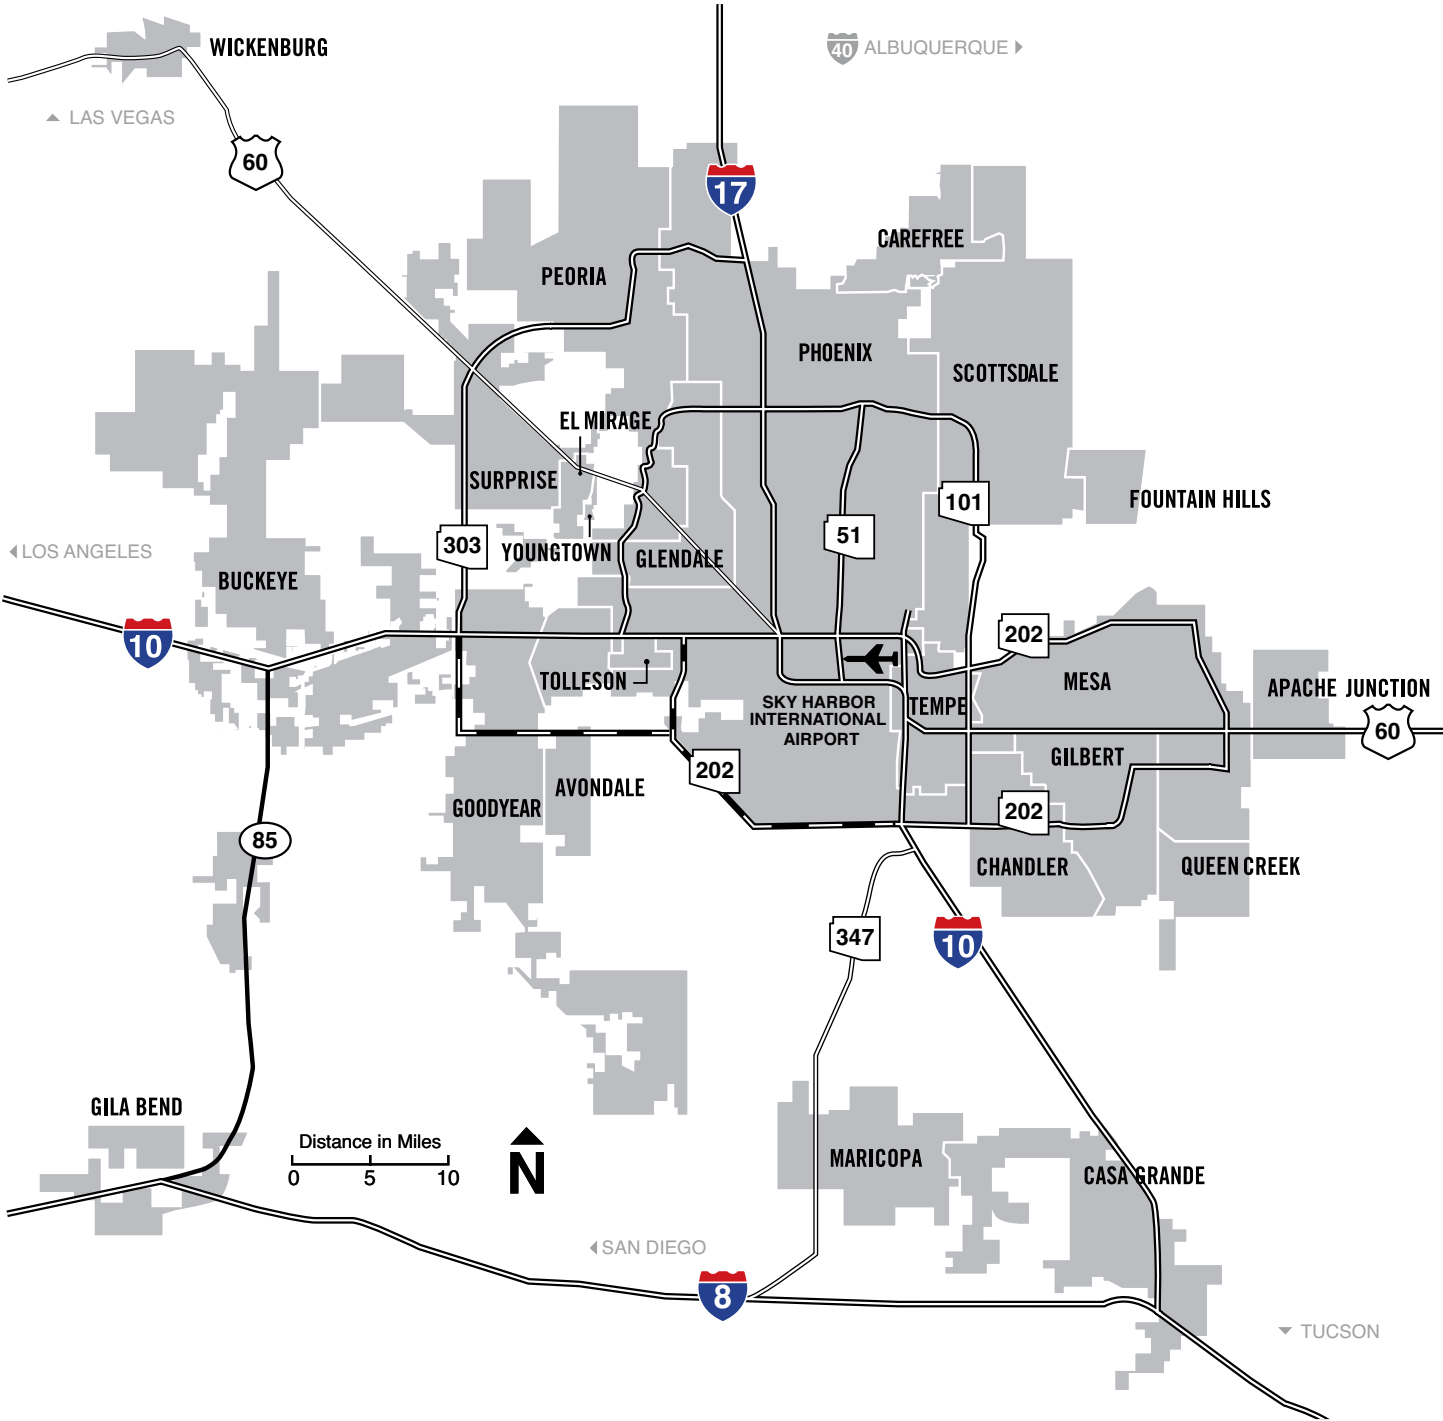 WICKENBURG
40 ALBUQUERQUE
LAS VEGAS
60
17
CAREFREE
PEORIA
PHOENIX
SCOTTSDALE
EL MIRAGE
SURPRISE
FOUNTAIN HILLS
101
51
303
YOUNGTOWN
GLENDALE
LOS ANGELES
BUCKEYE
10
202
TOLLESON
MESA
APACHE JUNCTION
SKY HARBOR
INTERNATIONAL
AIRPORT
TEMPE
60
GILBERT
202
AVONDALE
GOODYEAR
202
85
CHANDLER
QUEEN CREEK
347
10
GILA BEND
Distance in Miles
0 5 10
N
MARICOPA
CASA GRANDE
SAN DIEGO
8
TUCSON